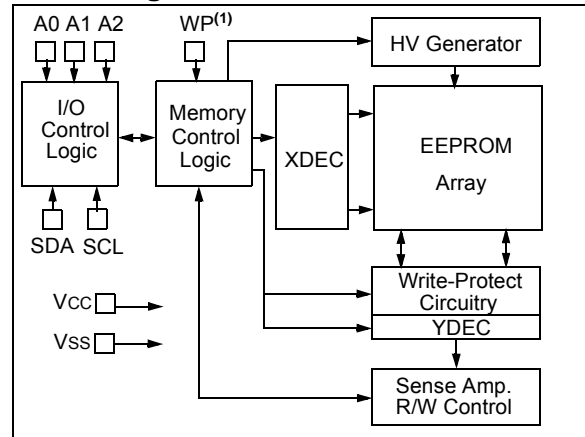 A0 A1 A2 WP(1)
HV Generator
I/O
Control
Logic
Memory
Control
Logic
XDEC
EEPROM
Array
SDA SCL
Write-Protect
Circuitry
YDEC
VCC
VSS
Sense Amp.
R/W Control